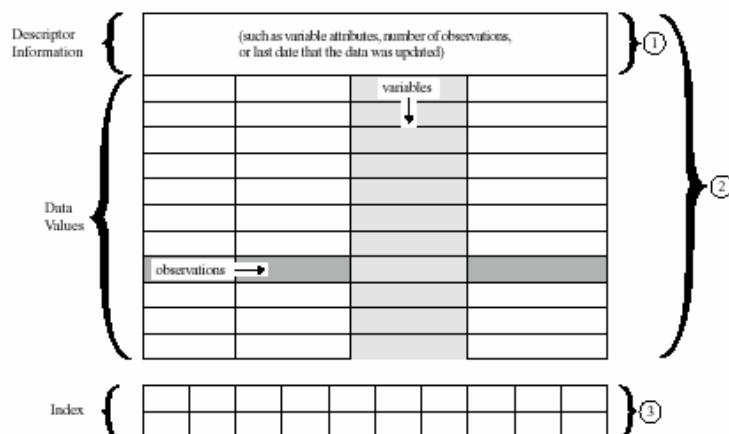 Descriptor
Information
(such as variable attributes, number of observations,
or last date that the data was updated)
1
variables
2
Data
Values
observations
Index
3